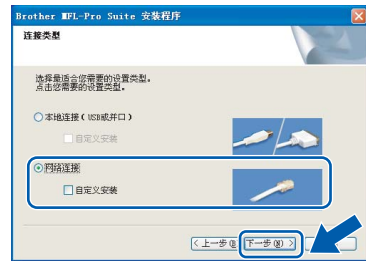 Brother MFL-Pro Suite 安装程序
连接类型
选择最适合您需要的设置类型。
点击您需要的设置类型。
本地连接（USB或并口）
自定义安装
网络连接
自定义安装
<上一步(B) 下一步(N) >